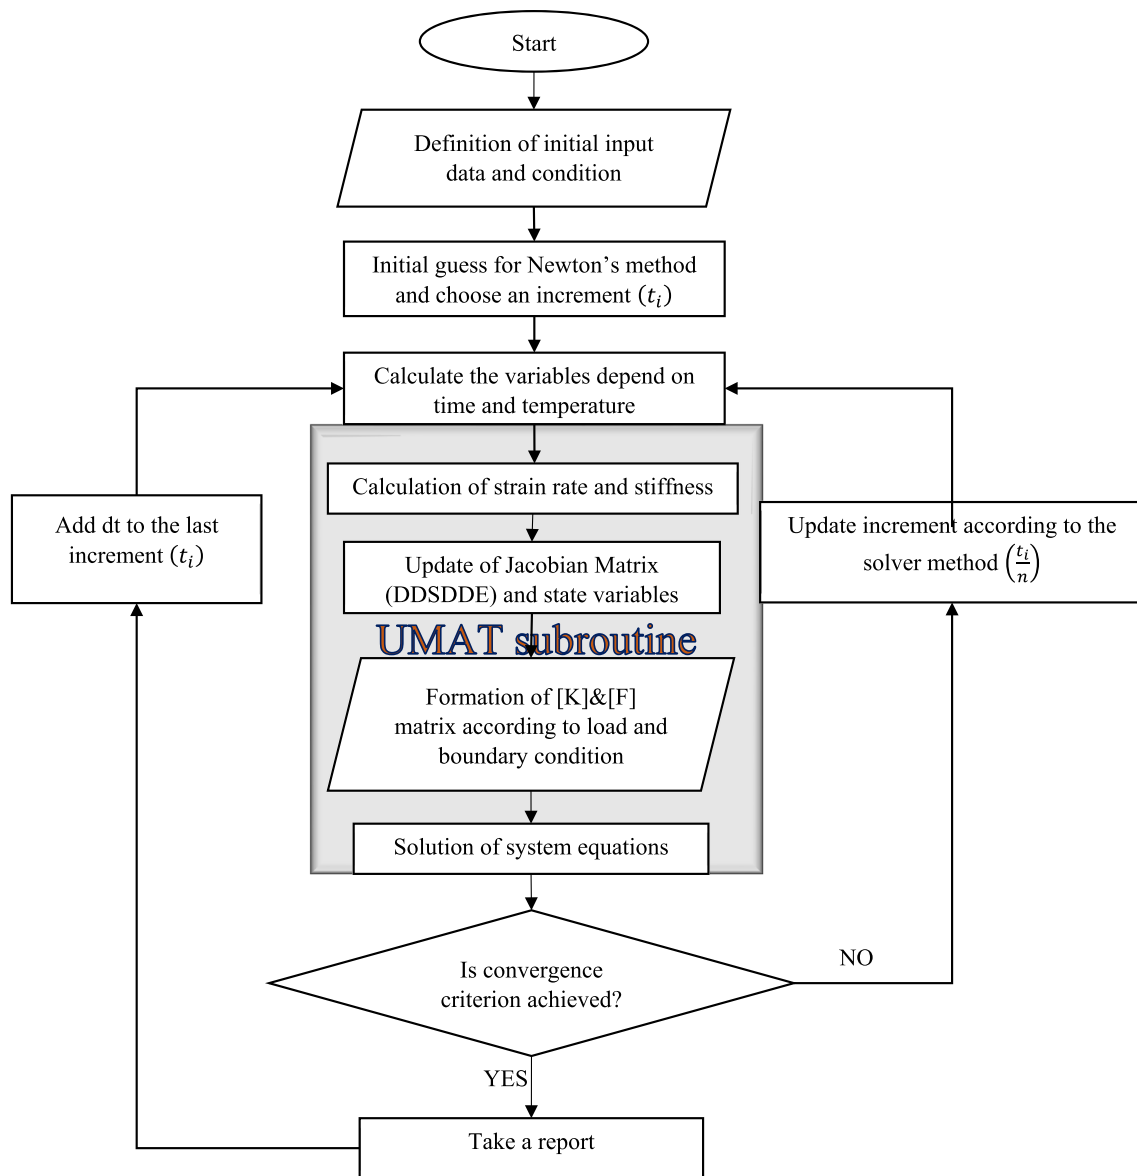 Start
Definition of initial input
data and condition
Initial guess for Newton's method
and choose an increment (tᵢ)
Calculate the variables depend on
time and temperature
Calculation of strain rate and stiffness
Add dt to the last
increment (tᵢ)
Update increment according to the
solver method (tᵢ/n)
Update of Jacobian Matrix
(DDSDDE) and state variables
UMAT subroutine
Formation of [K]&[F]
matrix according to load and
boundary condition
Solution of system equations
Is convergence
criterion achieved?
NO
YES
Take a report